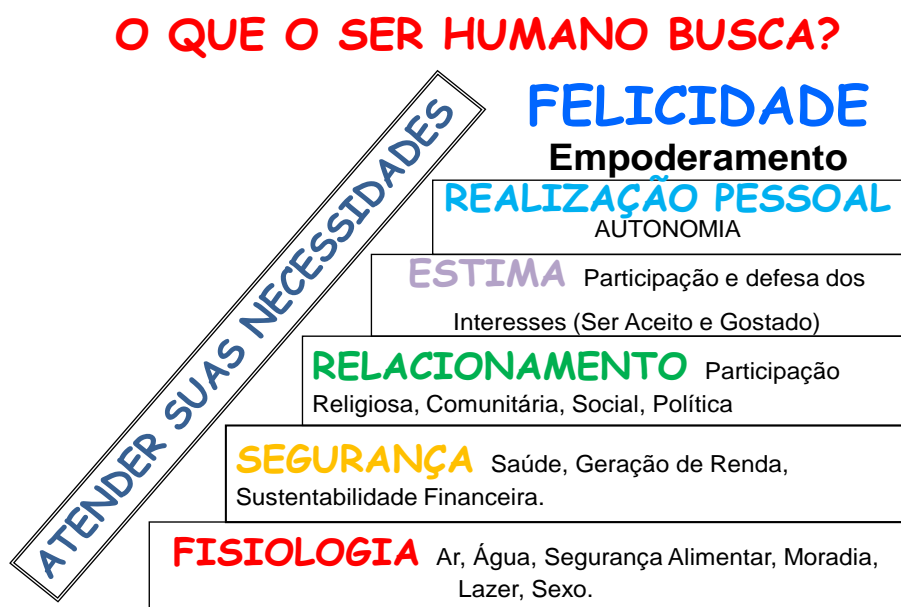 O QUE O SER HUMANO BUSCA?
ATENDER SUAS NECESSIDADES
FELICIDADE
Empoderamento
REALIZAÇÃO PESSOAL
AUTONOMIA
ESTIMA Participação e defesa dos
Interesses (Ser Aceito e Gostado)
RELACIONAMENTO Participação
Religiosa, Comunitária, Social, Política
SEGURANÇA Saúde, Geração de Renda,
Sustentabilidade Financeira.
FISIOLOGIA Ar, Água, Segurança Alimentar, Moradia,
Lazer, Sexo.